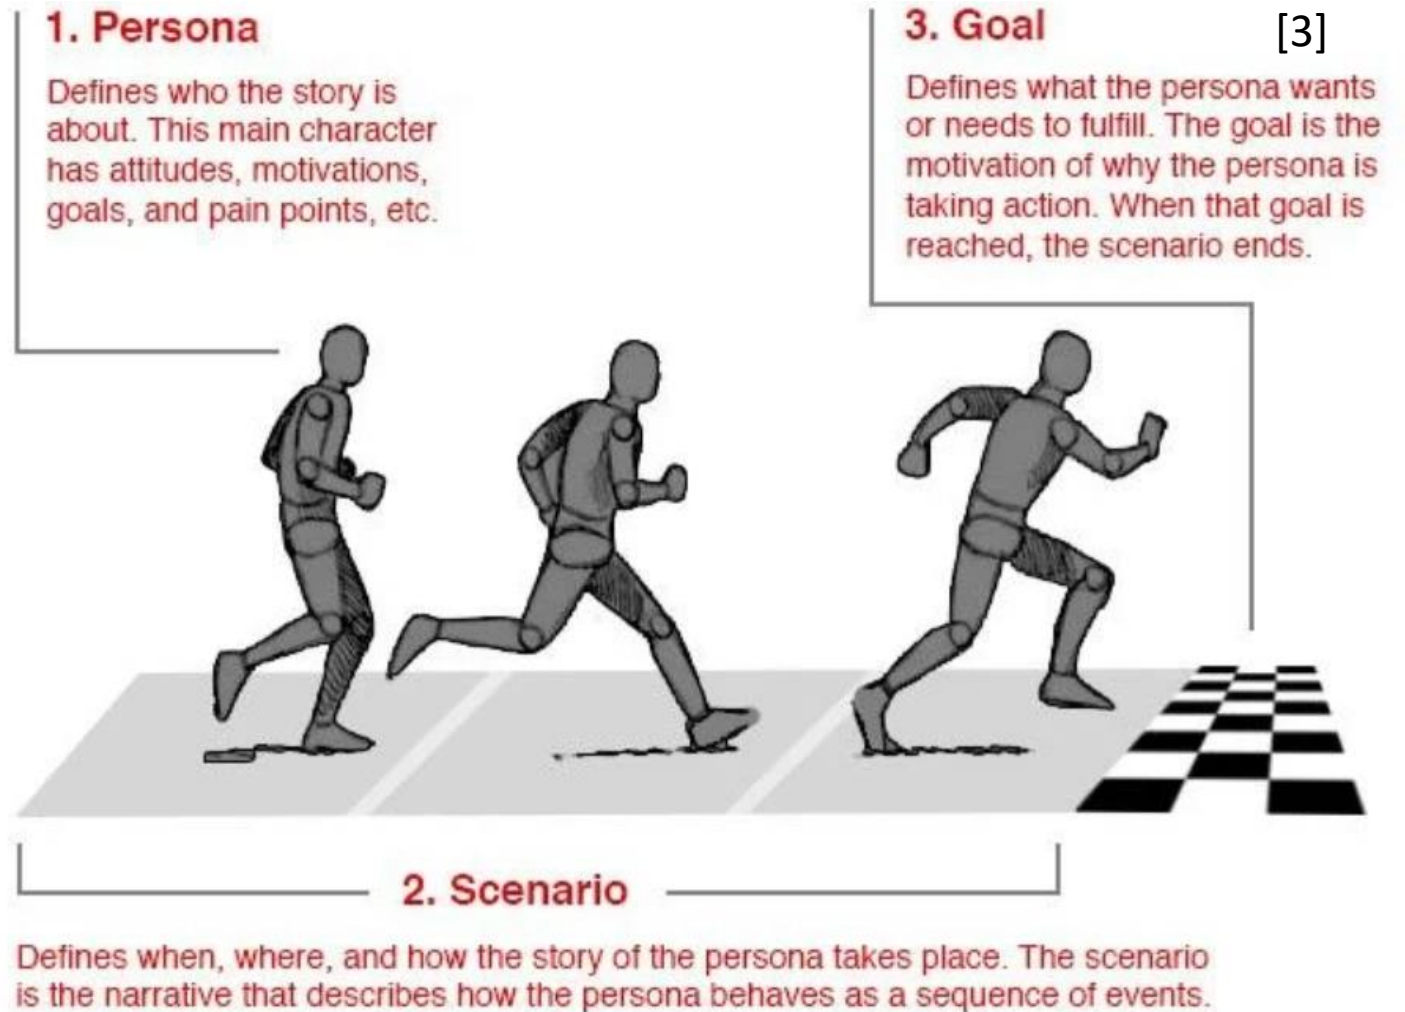 1. Persona
Defines who the story is
about. This main character
has attitudes, motivations,
goals, and pain points, etc.
3. Goal
[3]
Defines what the persona wants
or needs to fulfill. The goal is the
motivation of why the persona is
taking action. When that goal is
reached, the scenario ends.
2. Scenario
Defines when, where, and how the story of the persona takes place. The scenario
is the narrative that describes how the persona behaves as a sequence of events.